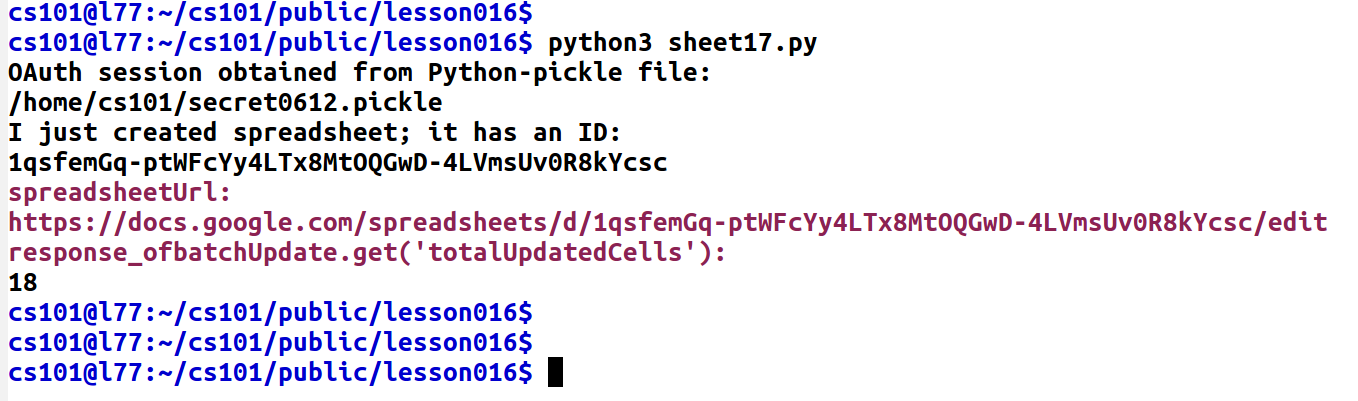 cs101@l77:~/cs101/public/lesson016$
cs101@l77:~/cs101/public/lesson016$ python3 sheet17.py
OAuth session obtained from Python-pickle file:
/home/cs101/secret0612.pickle
I just created spreadsheet; it has an ID:
1qsfemGq-ptWFcYy4LTx8MtOQGwD-4LVmsUv0R8kYcsc
spreadsheetUrl:
https://docs.google.com/spreadsheets/d/1qsfemGq-ptWFcYy4LTx8MtOQGwD-4LVmsUv0R8kYcsc/edit
response_ofbatchUpdate.get('totalUpdatedCells'):
18
cs101@l77:~/cs101/public/lesson016$
cs101@l77:~/cs101/public/lesson016$
cs101@l77:~/cs101/public/lesson016$